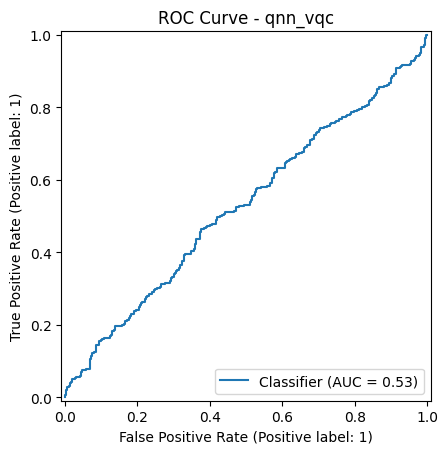 ROC Curve - qnn_vqc
True Positive Rate (Positive label: 1)
1.0
0.8
0.6
0.4
0.2
0.0
Classifier (AUC = 0.53)
0.0 0.2 0.4 0.6 0.8 1.0
False Positive Rate (Positive label: 1)